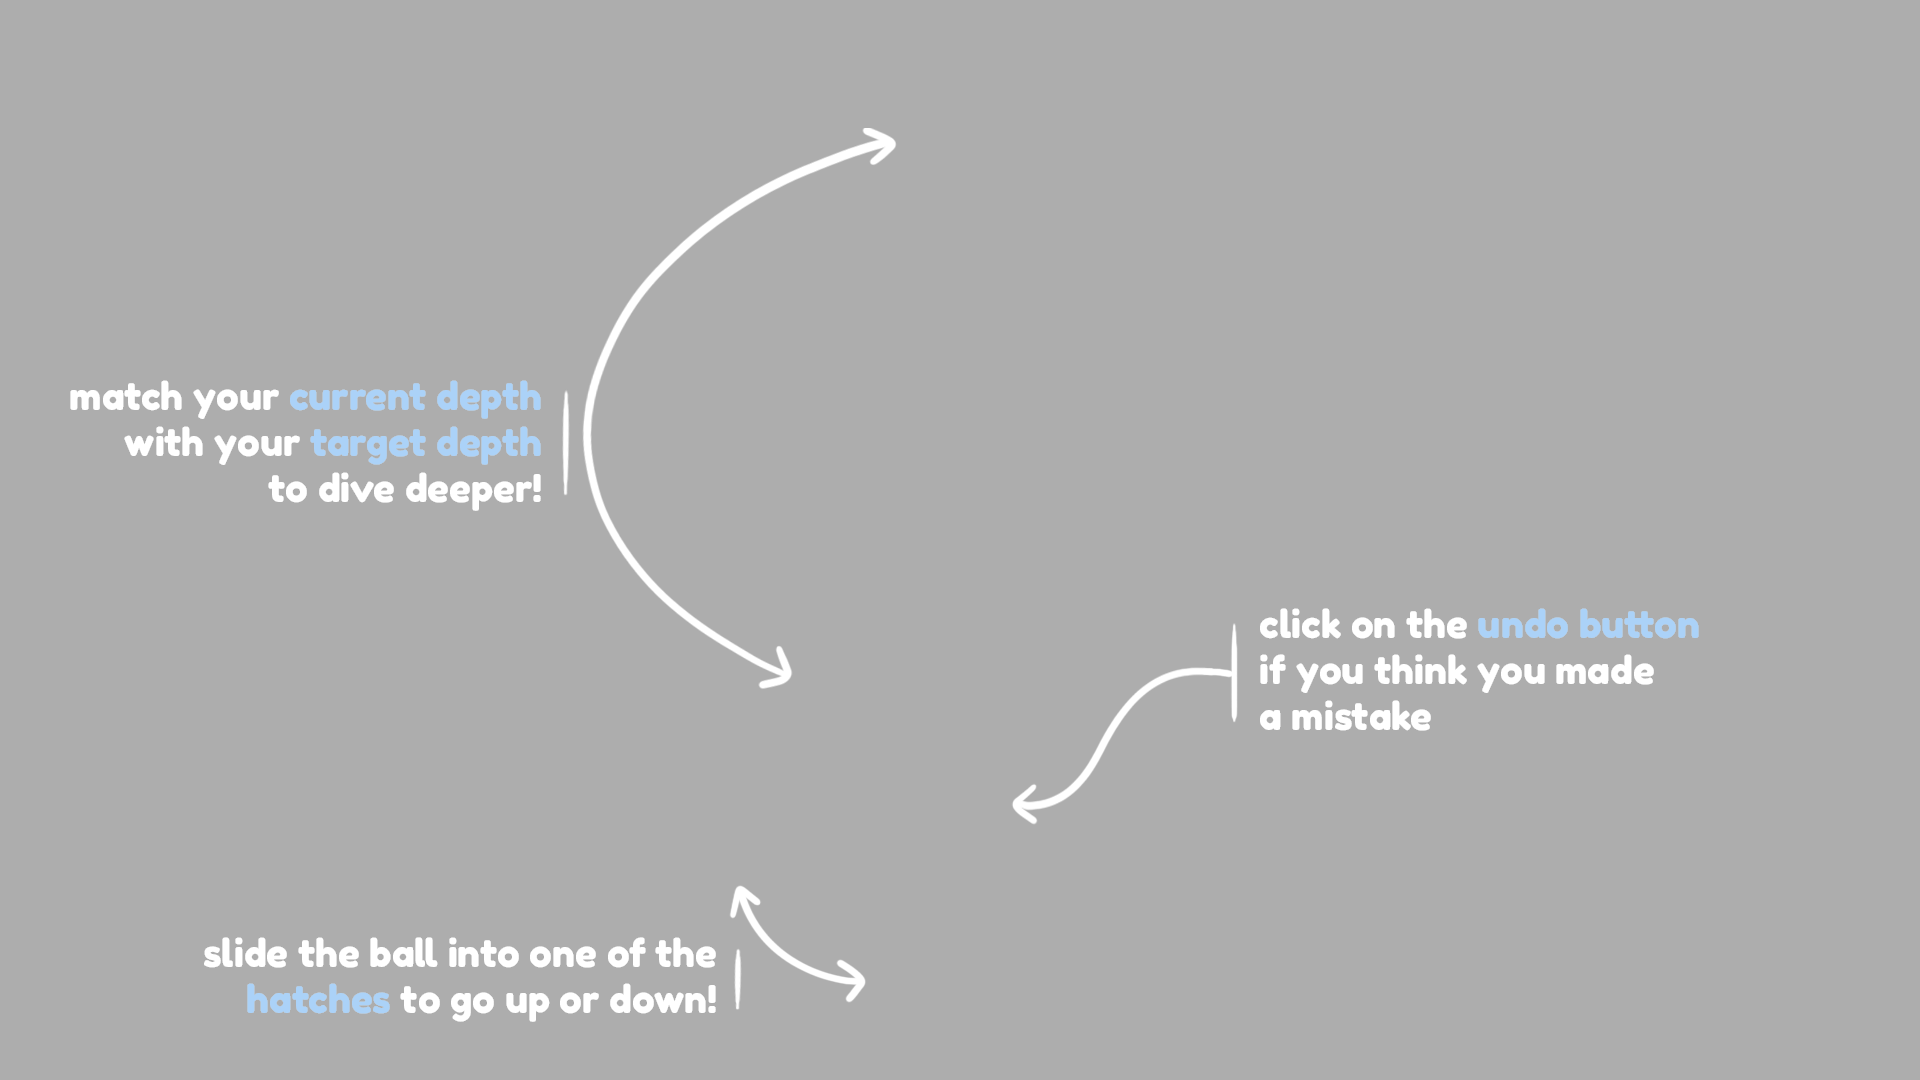 match your current depth
with your target depth
to dive deeper!
click on the undo button
if you think you made
a mistake
slide the ball into one of the
hatches to go up or down!